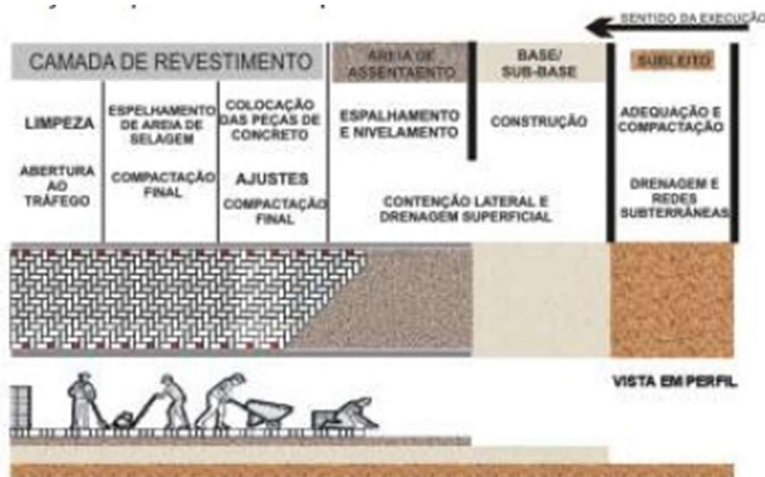 SENTIDO DA EXECUÇÃO
CAMADA DE REVESTIMENTO
AREIA DE
ASSENTAENTO
BASE/
SUB-BASE
SUBLEITO
LIMPEZA
ABERTURA
AO
TRÁFEGO
ESPELHAMENTO
DE AREIA DE
SELAGEM
COMPACTAÇÃO
FINAL
COLOCAÇÃO
DAS PEÇAS DE
CONCRETO
AJUSTES
COMPACTAÇÃO
FINAL
ESPALHAMENTO
E NIVELAMENTO
CONSTRUÇÃO
CONTENÇÃO LATERAL E
DRENAGEM SUPERFICIAL
ADEQUAÇÃO E
COMPACTAÇÃO
DRENAGEM E
REDES
SUBTERRÂNEAS
VISTA EM PERFIL